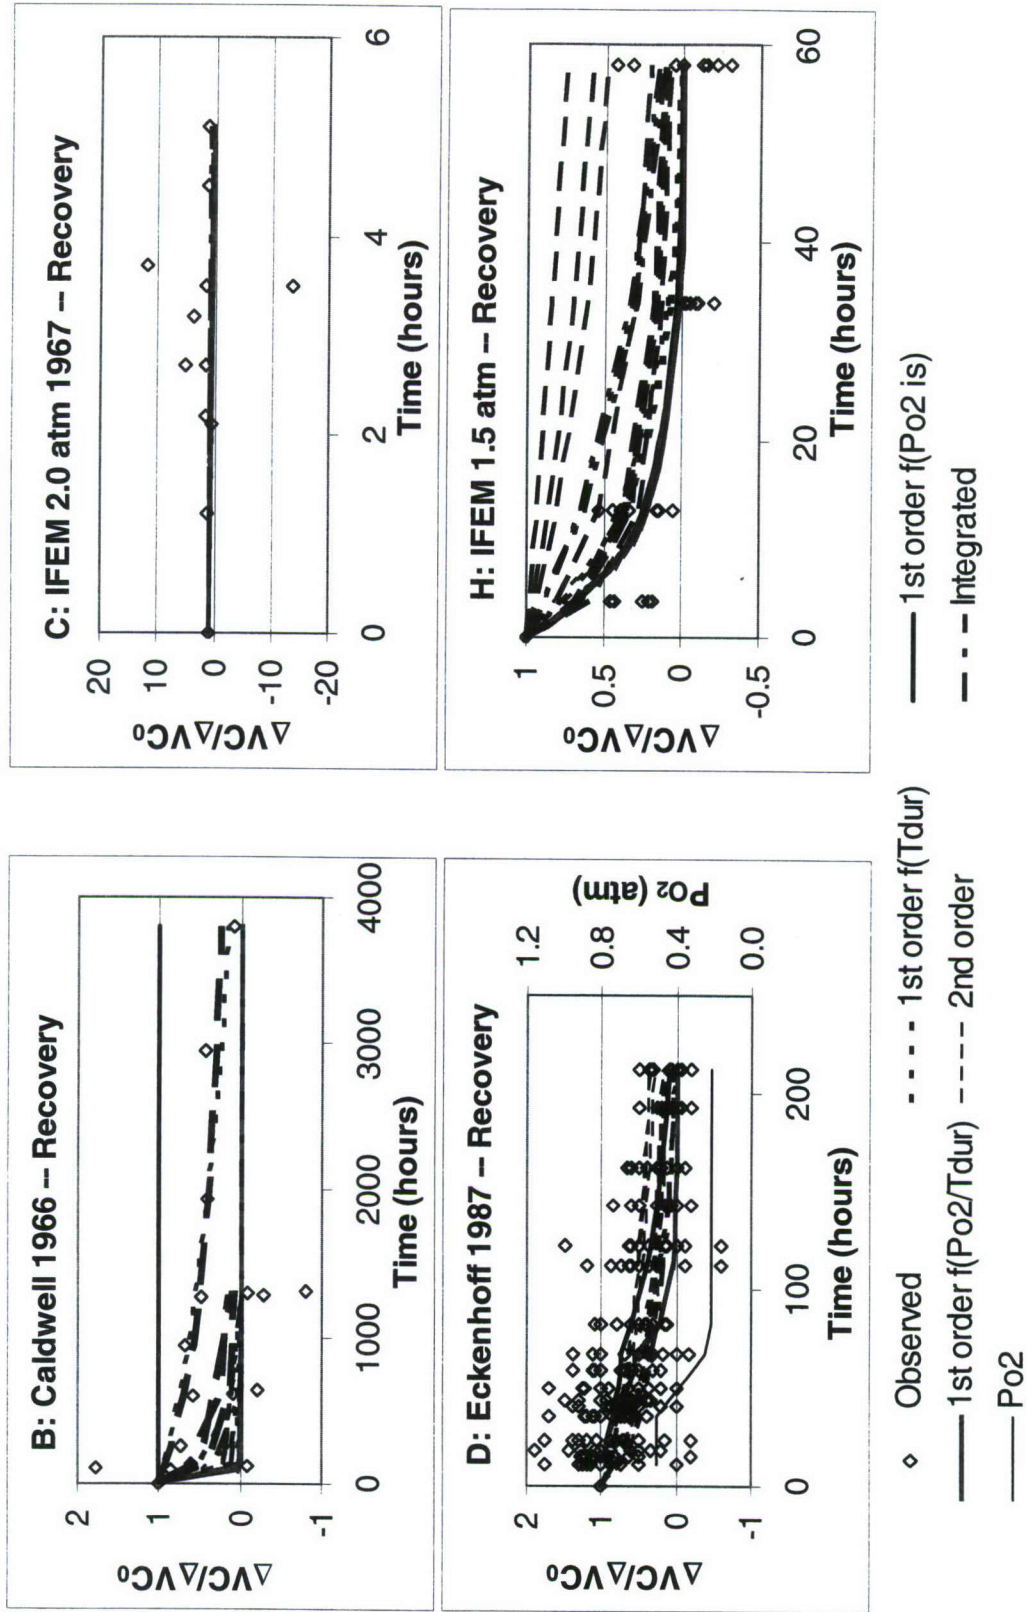 B: Caldwell 1966 -- Recovery
2
1
0
-1
ΔVC/ΔVC₀
0
1000
2000
3000
4000
Time (hours)
C: IFEM 2.0 atm 1967 -- Recovery
20
10
0
-10
-20
ΔVC/ΔVC₀
0
2
4
6
Time (hours)
D: Eckenhoff 1987 -- Recovery
2
1
0
-1
ΔVC/ΔVC₀
1.2
0.8
0.4
0.0
PO₂ (atm)
0
100
200
Time (hours)
H: IFEM 1.5 atm -- Recovery
1
0.5
0
-0.5
ΔVC/ΔVC₀
0
20
40
60
Time (hours)
Observed
1st order f(Tdur)
1st order f(Po2 is)
1st order f(Po2/Tdur)
2nd order
Integrated
Po2